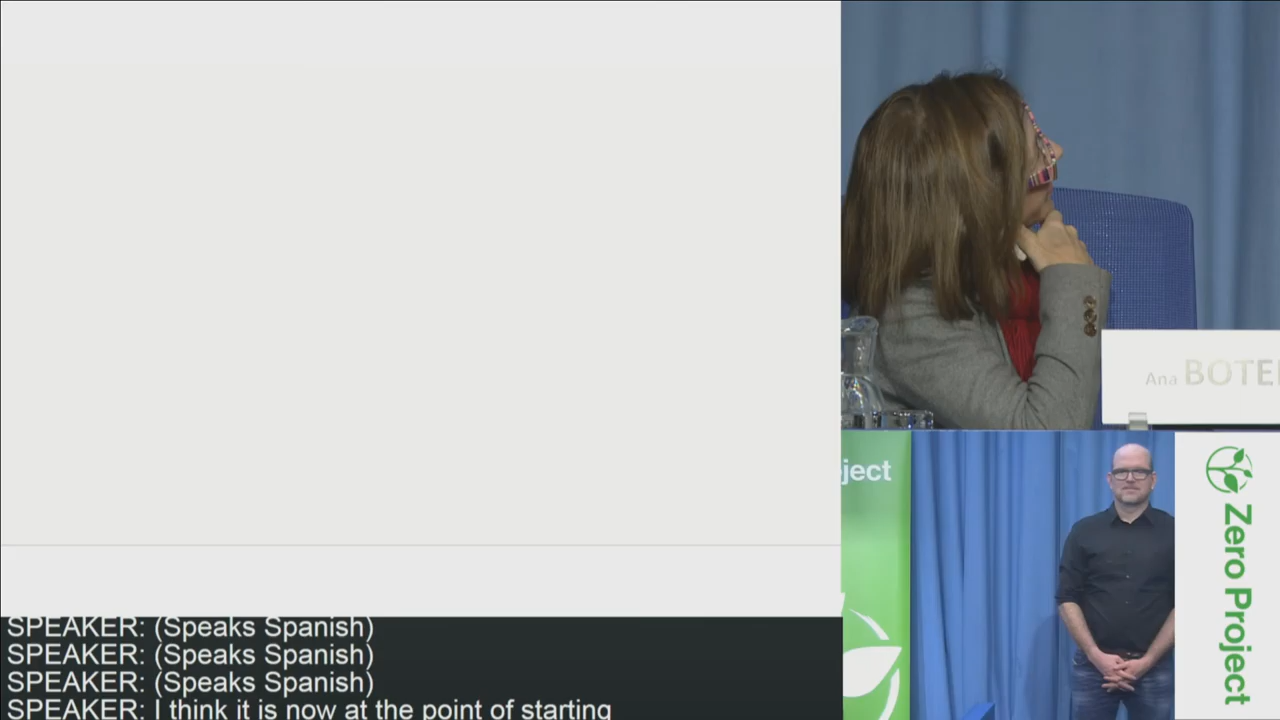 Ana BOTE
ject
Zero Project
SPEAKER: (Speaks Spanish)
SPEAKER: (Speaks Spanish)
SPEAKER: (Speaks Spanish)
SPEAKER: I think it is now at the point of starting